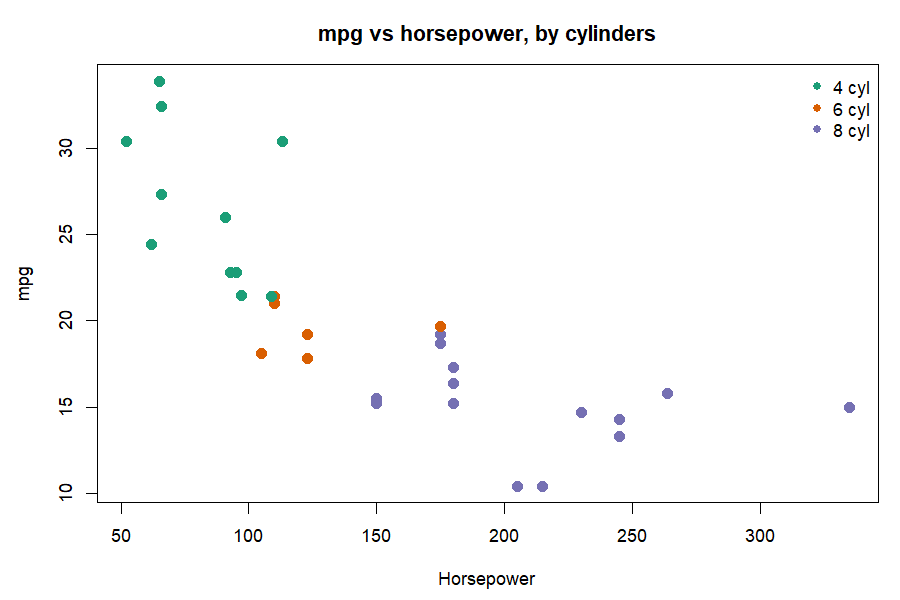 mpg vs horsepower, by cylinders
4 cyl
6 cyl
8 cyl
30
25
20
15
10
mpg
50 100 150 200 250 300
Horsepower